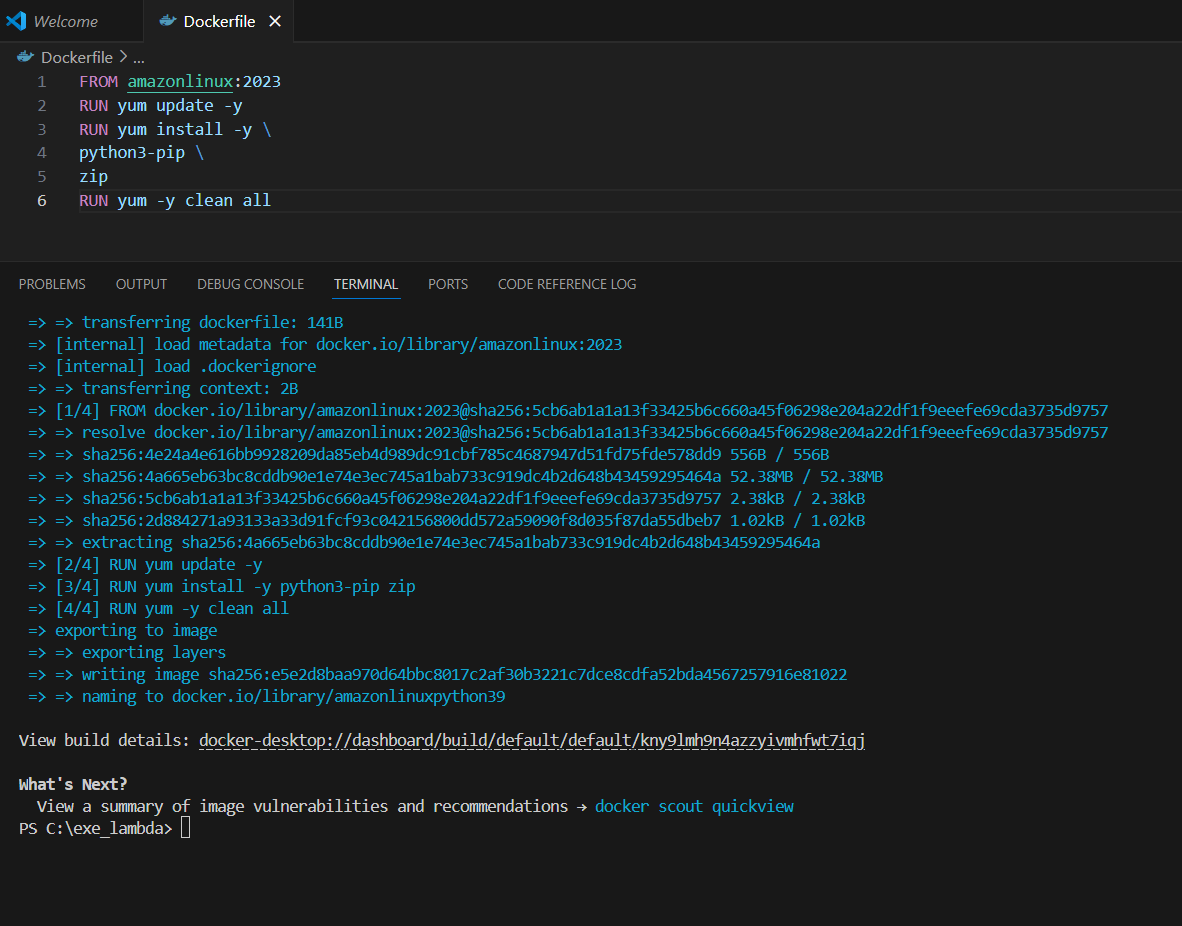 Welcome
Dockerfile
Dockerfile > ...
1 FROM amazonlinux:2023
2 RUN yum update -y
3 RUN yum install -y \
4 python3-pip \
5 zip
6 RUN yum -y clean all
PROBLEMS OUTPUT DEBUG CONSOLE TERMINAL PORTS CODE REFERENCE LOG
=> => transferring dockerfile: 141B
=> [internal] load metadata for docker.io/library/amazonlinux:2023
=> [internal] load .dockerignore
=> => transferring context: 2B
=> [1/4] FROM docker.io/library/amazonlinux:2023@sha256:5cb6ab1a1a13f33425b6c660a45f06298e204a22df1f9eeefe69cda3735d9757
=> => resolve docker.io/library/amazonlinux:2023@sha256:5cb6ab1a1a13f33425b6c660a45f06298e204a22df1f9eeefe69cda3735d9757
=> => sha256:4e24a4e616bb9928209da85eb4d989dc91cbf785c4687947d51fd75fde578dd9 556B / 556B
=> => sha256:4a665eb63bc8cddb90e1e74e3ec745a1bab733c919dc4b2d648b43459295464a 52.38MB / 52.38MB
=> => sha256:5cb6ab1a1a13f33425b6c660a45f06298e204a22df1f9eeefe69cda3735d9757 2.38kB / 2.38kB
=> => sha256:2d884271a93133a33d91fcf93c042156800dd572a59090f8d035f87da55dbeb7 1.02kB / 1.02kB
=> => extracting sha256:4a665eb63bc8cddb90e1e74e3ec745a1bab733c919dc4b2d648b43459295464a
=> [2/4] RUN yum update -y
=> [3/4] RUN yum install -y python3-pip zip
=> [4/4] RUN yum -y clean all
=> exporting to image
=> => exporting layers
=> => writing image sha256:e5e2d8baa970d64bbc8017c2af30b3221c7dce8cdfa52bda4567257916e81022
=> => naming to docker.io/library/amazonlinuxpython39
View build details: docker-desktop://dashboard/build/default/default/kny9lmh9n4azzyivmhfwt7iqj
What's Next?
View a summary of image vulnerabilities and recommendations → docker scout quickview
PS C:\exe_lambda>